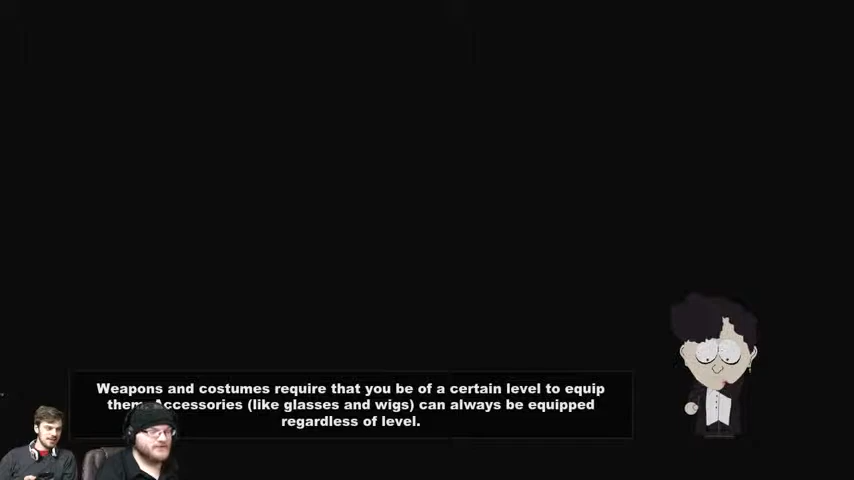 Weapons and costumes require that you be of a certain level to equip
them. Accessories (like glasses and wigs) can always be equipped
regardless of level.